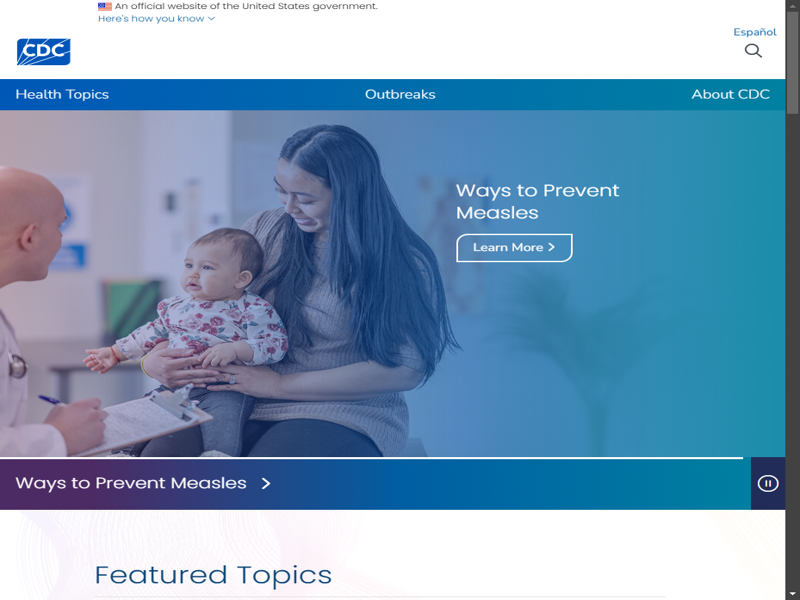 An official website of the United States government.
Here's how you know
Español
CDC
Health Topics
Outbreaks
About CDC
Ways to Prevent
Measles
Learn More
Ways to Prevent Measles
Featured Topics